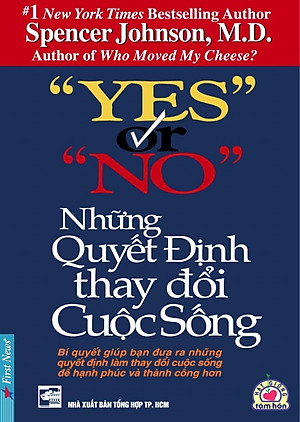 #1 New York Times Bestselling Author
Spencer Johnson, M.D.
Author of Who Moved My Cheese?
“YES”
or
“NO”
Những
Quyết Định
thay đổi
Cuộc Sống
Bí quyết giúp bạn đưa ra những
quyết định làm thay đổi cuộc sống
để hạnh phúc và thành công hơn
First News
NHÀ XUẤT BẢN TỔNG HỢP TP. HCM
HẠT GIỐNG
tâm hồn